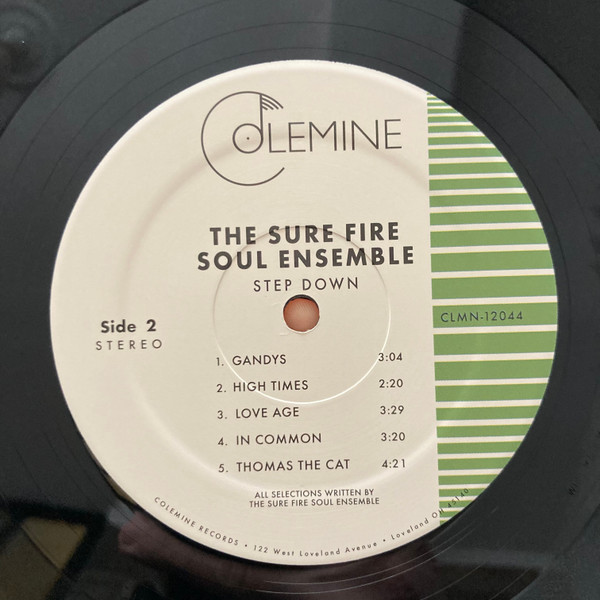 COLEMINE
THE SURE FIRE
SOUL ENSEMBLE
STEP DOWN
CLMN-12044
Side 2
STEREO
1. GANDYS 3:04
2. HIGH TIMES 2:20
3. LOVE AGE 3:29
4. IN COMMON 3:20
5. THOMAS THE CAT 4:21
ALL SELECTIONS WRITTEN BY
THE SURE FIRE SOUL ENSEMBLE
COLEMINE RECORDS • 122 West Loveland Avenue • Loveland OH 45140